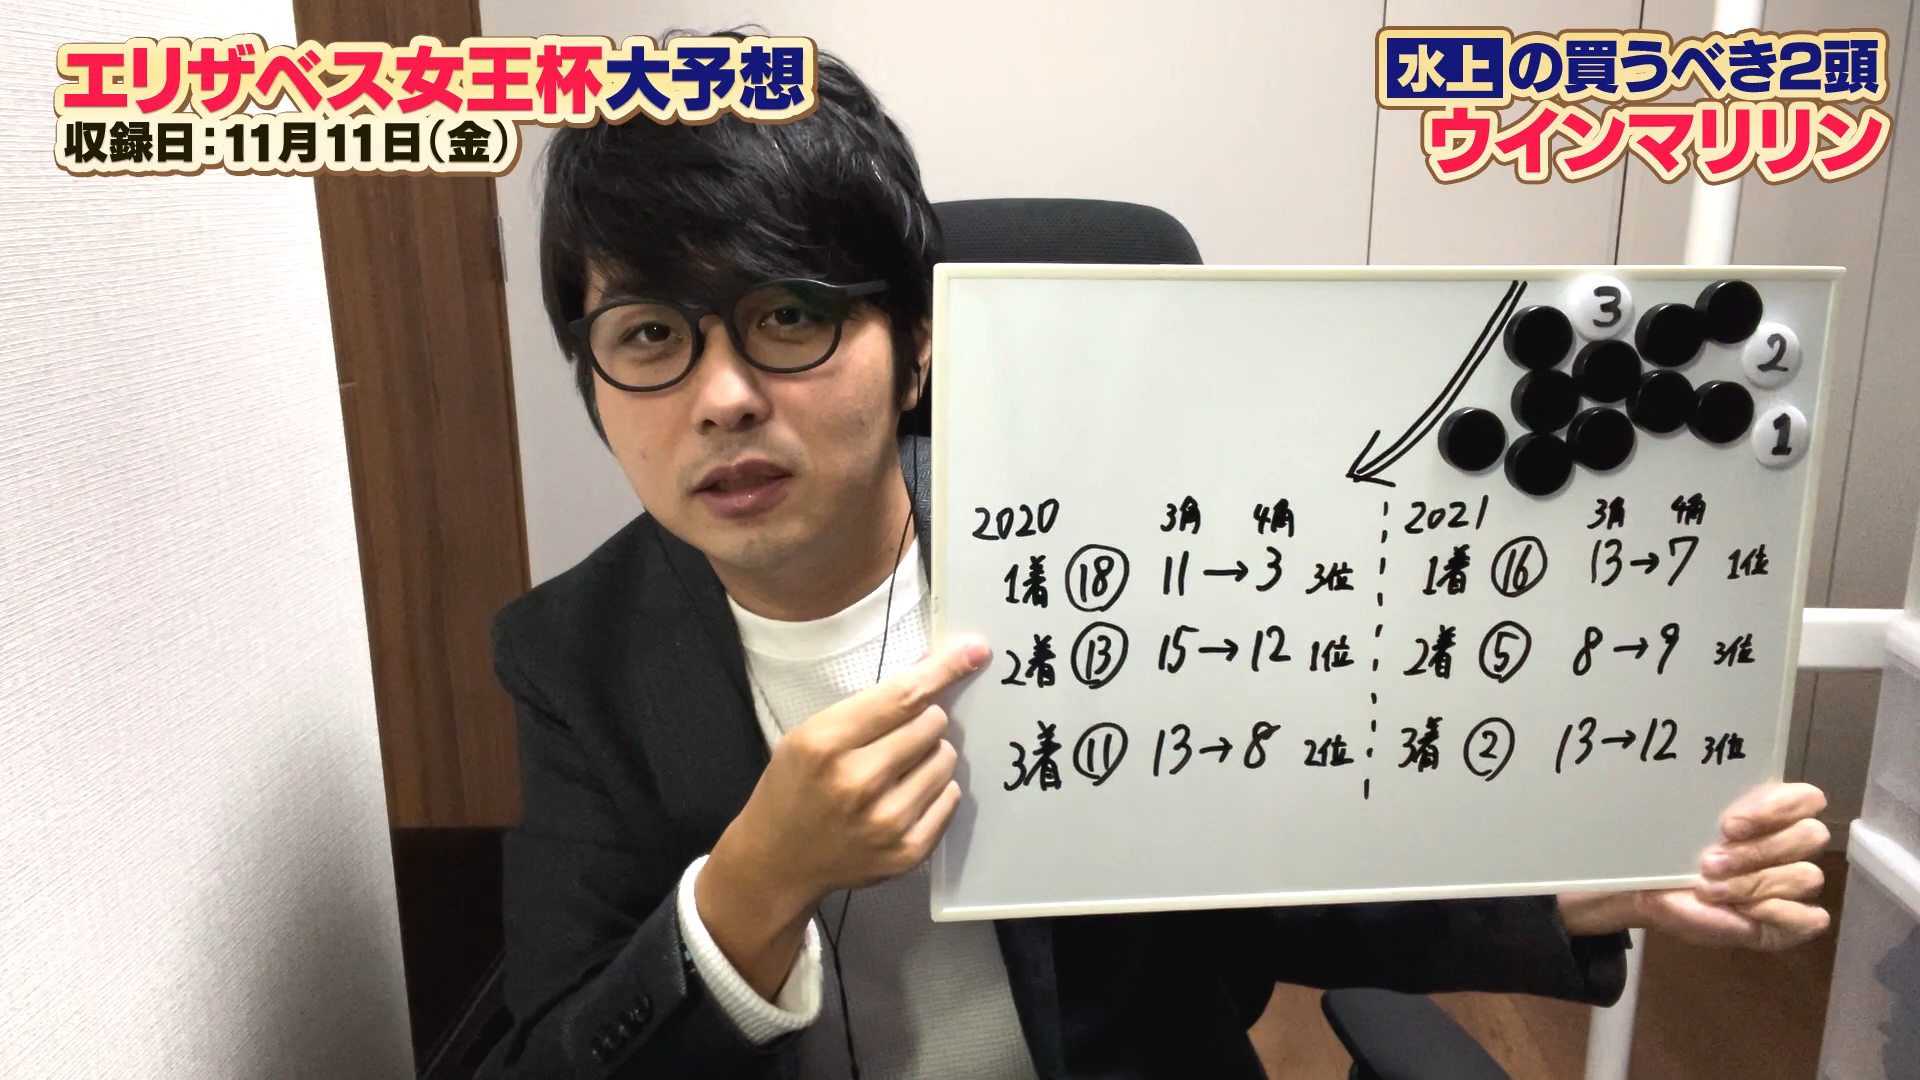 エリザベス女王杯大予想
収録日：11月11日（金）
水上の買うべき2頭
ウインマリリン
3
2
1
2020 3角 4角
1着 ⑱ 11→3 3位
2着 ⑬ 15→12 1位
3着 ⑪ 13→8 2位
2021 3角 4角
1着 ⑯ 13→7 1位
2着 ⑤ 8→9 3位
3着 ② 13→12 3位